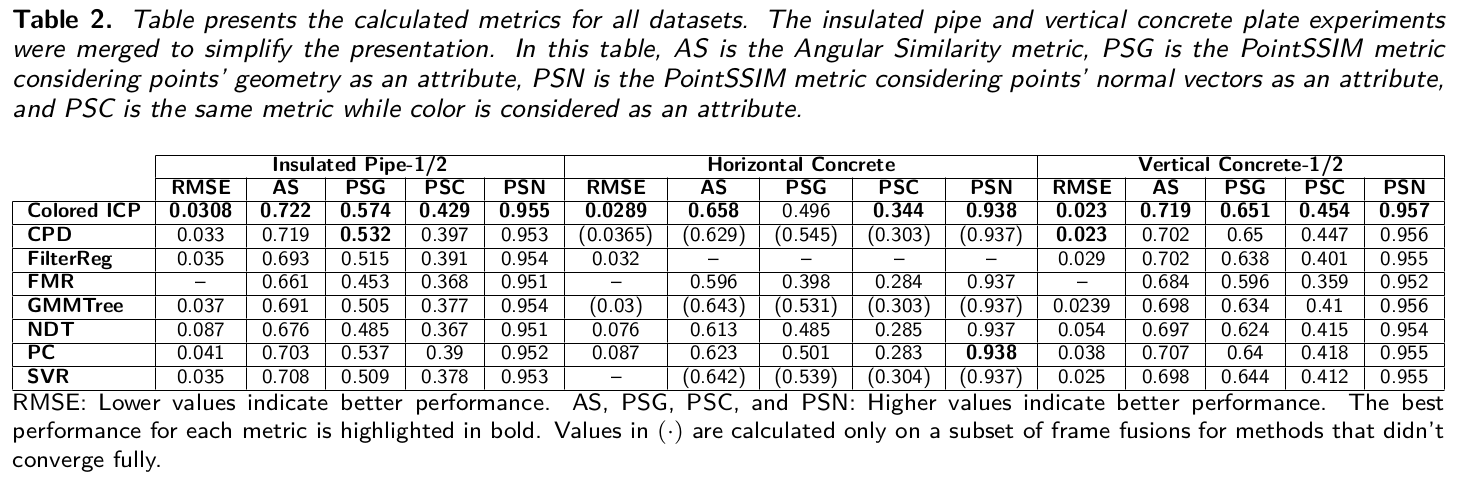 Table 2. Table presents the calculated metrics for all datasets. The insulated pipe and vertical concrete plate experiments
were merged to simplify the presentation. In this table, AS is the Angular Similarity metric, PSG is the PointSSIM metric
considering points' geometry as an attribute, PSN is the PointSSIM metric considering points' normal vectors as an attribute,
and PSC is the same metric while color is considered as an attribute.
Insulated Pipe-1/2 Horizontal Concrete Vertical Concrete-1/2
RMSE AS PSG PSC PSN RMSE AS PSG PSC PSN RMSE AS PSG PSC PSN
Colored ICP 0.0308 0.722 0.574 0.429 0.955 0.0289 0.658 0.496 0.344 0.938 0.023 0.719 0.651 0.454 0.957
CPD 0.033 0.719 0.532 0.397 0.953 (0.0365) (0.629) (0.545) (0.303) (0.937) 0.023 0.702 0.65 0.447 0.956
FilterReg 0.035 0.693 0.515 0.391 0.954 0.032 – – – – 0.029 0.702 0.638 0.401 0.955
FMR – 0.661 0.453 0.368 0.951 – 0.596 0.398 0.284 0.937 – 0.684 0.596 0.359 0.952
GMMTree 0.037 0.691 0.505 0.377 0.954 (0.03) (0.643) (0.531) (0.303) (0.937) 0.0239 0.698 0.634 0.41 0.956
NDT 0.087 0.676 0.485 0.367 0.951 0.076 0.613 0.485 0.285 0.937 0.054 0.697 0.624 0.415 0.954
PC 0.041 0.703 0.537 0.39 0.952 0.087 0.623 0.501 0.283 0.938 0.038 0.707 0.64 0.418 0.955
SVR 0.035 0.708 0.509 0.378 0.953 – (0.642) (0.539) (0.304) (0.937) 0.025 0.698 0.644 0.412 0.955
RMSE: Lower values indicate better performance. AS, PSG, PSC, and PSN: Higher values indicate better performance. The best
performance for each metric is highlighted in bold. Values in (·) are calculated only on a subset of frame fusions for methods that didn't
converge fully.